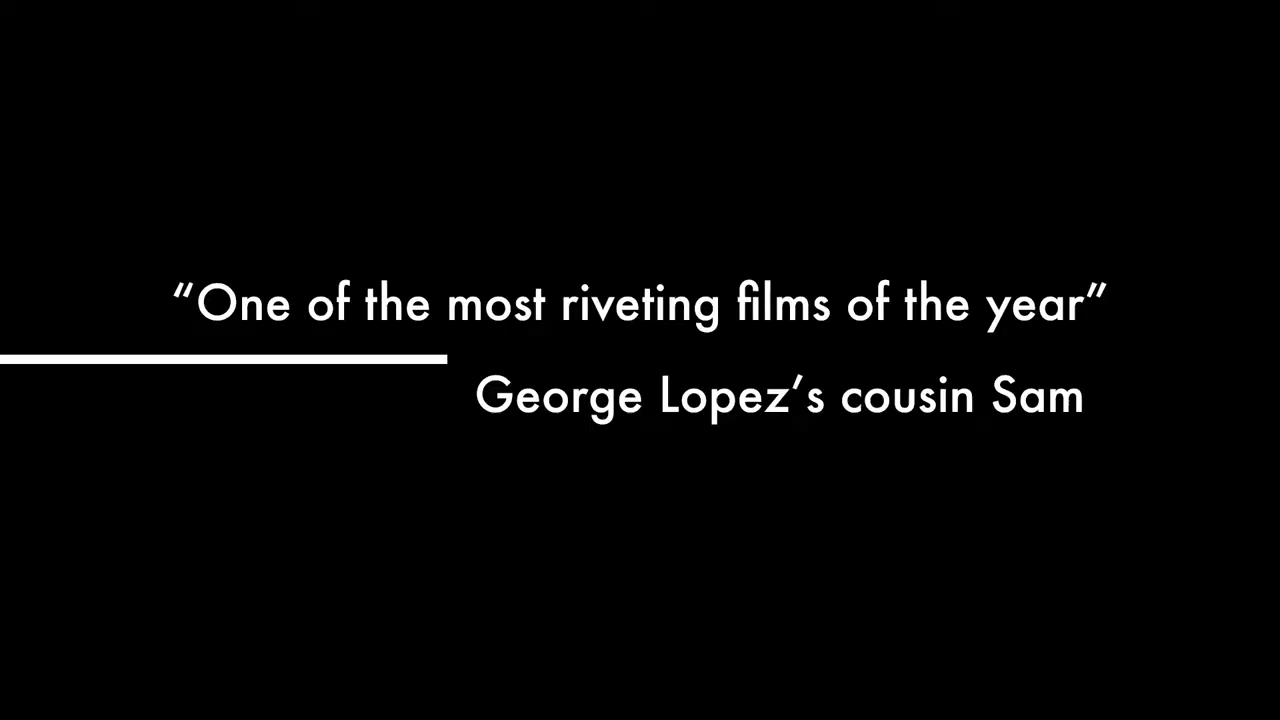 “One of the most riveting films of the year”
George Lopez’s cousin Sam